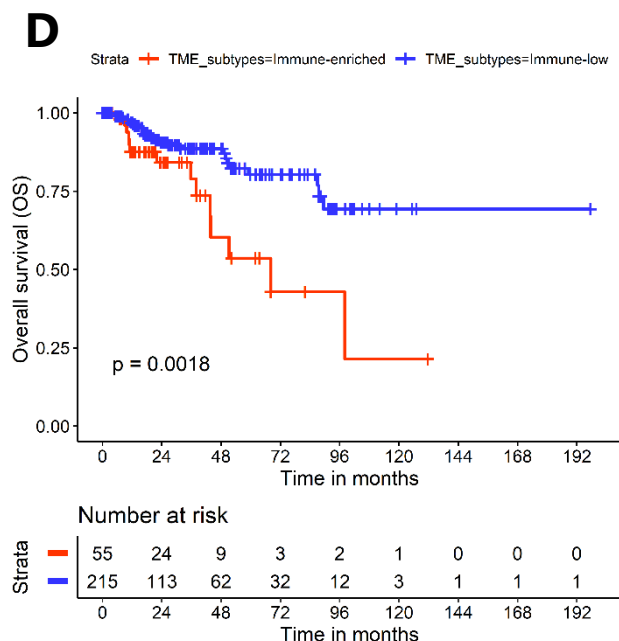 D
Strata TME_subtypes=Immune-enriched TME_subtypes=Immune-low
Overall survival (OS)
1.00
0.75
0.50
0.25
0.00
p = 0.0018
0 24 48 72 96 120 144 168 192
Time in months
Number at risk
Strata
55 24 9 3 2 1 0 0 0
215 113 62 32 12 3 1 1 1
0 24 48 72 96 120 144 168 192
Time in months